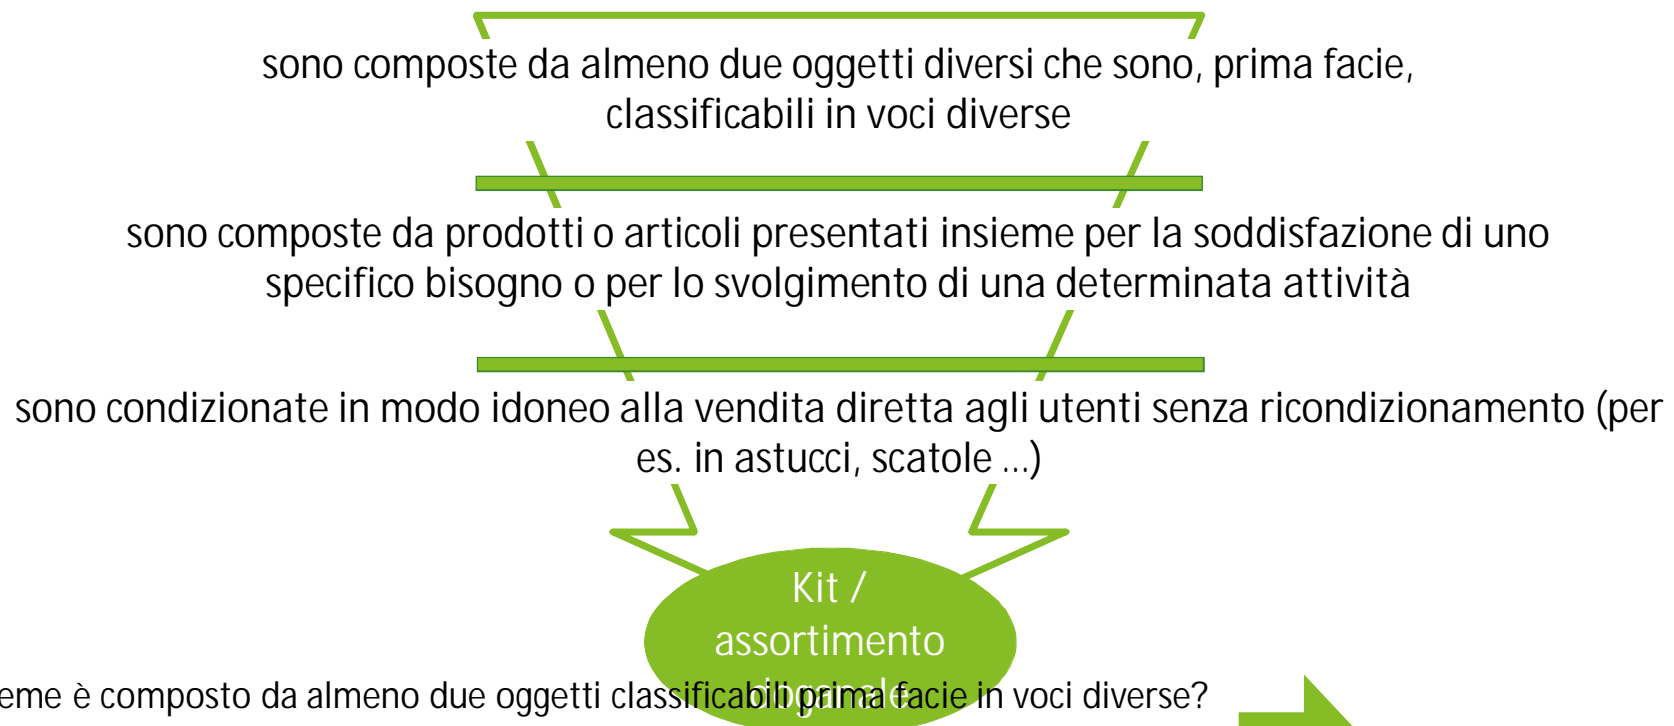 sono composte da almeno due oggetti diversi che sono, prima facie,
classificabili in voci diverse
sono composte da prodotti o articoli presentati insieme per la soddisfazione di uno
specifico bisogno o per lo svolgimento di una determinata attività
sono condizionate in modo idoneo alla vendita diretta agli utenti senza ricondizionamento (per
es. in astucci, scatole ...)
Kit /
assortimento
doganale
eme è composto da almeno due oggetti classificabili prima facie in voci diverse?